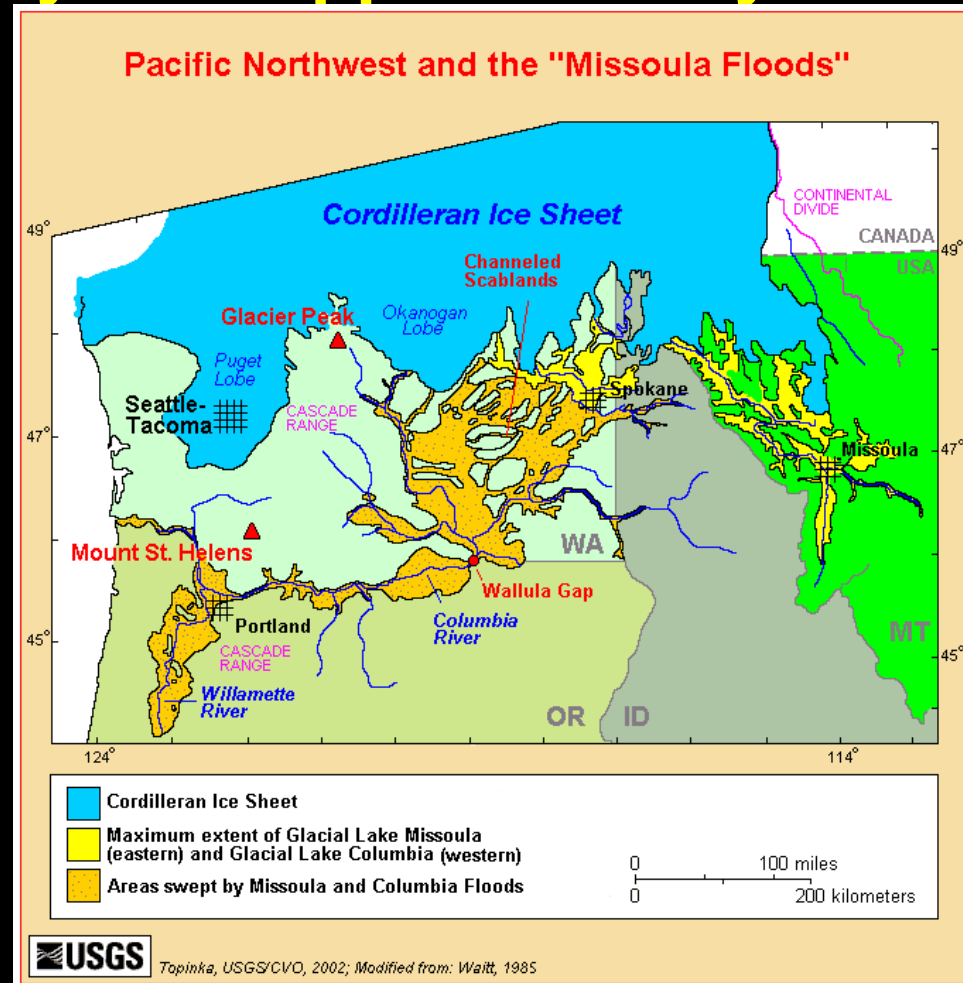 Pacific Northwest and the "Missoula Floods"
Cordilleran Ice Sheet
CONTINENTAL
DIVIDE
CANADA
USA
49°
49°
Channeled
Scablands
Glacier Peak
Okanogan
Lobe
Puget
Lobe
Seattle-
Tacoma
CASCADE
RANGE
Spokane
47°
47°
Missoula
Mount St. Helens
WA
Wallula Gap
Portland
Columbia
River
45°
45°
MT
CASCADE
RANGE
Willamette
River
OR
ID
124°
114°
Cordilleran Ice Sheet
Maximum extent of Glacial Lake Missoula
(eastern) and Glacial Lake Columbia (western)
Areas swept by Missoula and Columbia Floods
0 100 miles
0 200 kilometers
USGS
Topinka, USGS/CVO, 2002; Modified from: Waitt, 1985